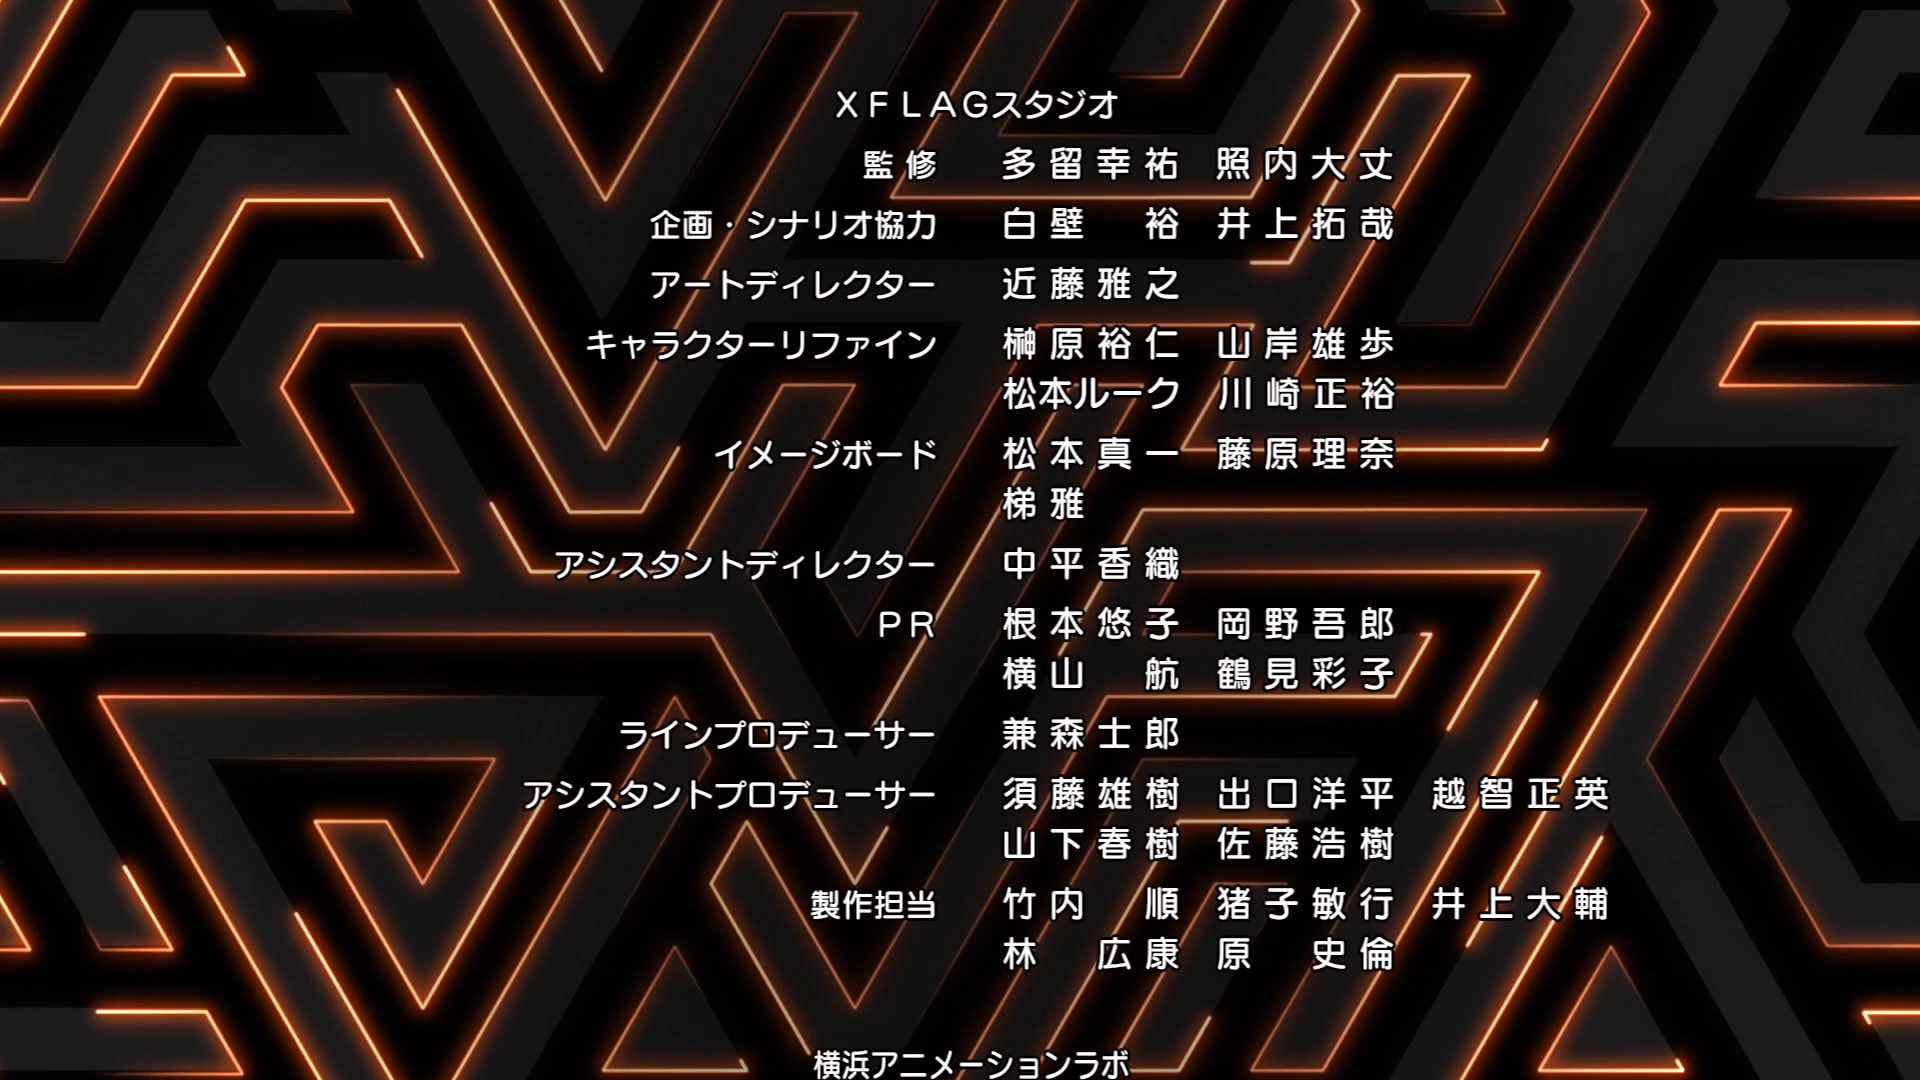 ＸＦＬＡＧスタジオ
監修 多留幸祐 照内大丈
企画・シナリオ協力 白壁 裕 井上拓哉
アートディレクター 近藤雅之
キャラクターリファイン 榊原裕仁 山岸雄歩
松本ルーク 川崎正裕
イメージボード 松本真一 藤原理奈
梯雅
アシスタントディレクター 中平香織
ＰＲ 根本悠子 岡野吾郎
横山 航 鶴見彩子
ラインプロデューサー 兼森士郎
アシスタントプロデューサー 須藤雄樹 出口洋平 越智正英
山下春樹 佐藤浩樹
製作担当 竹内 順 猪子敏行 井上大輔
林 広康 原 史倫
横浜アニメーションラボ